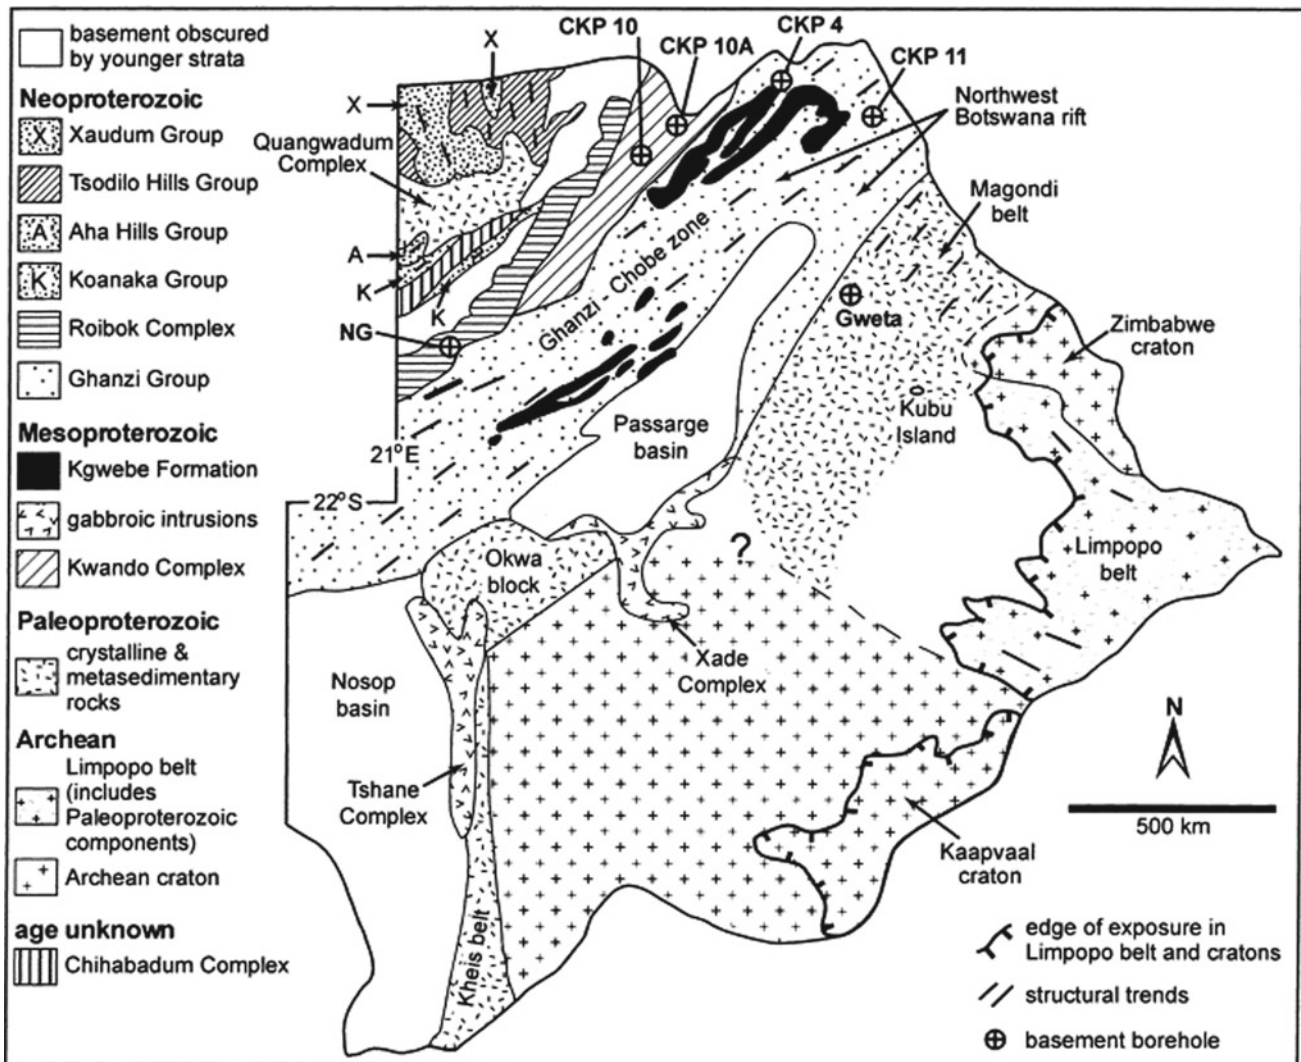 basement obscured
by younger strata
Neoproterozoic
X
Xaudum Group
Tsodilo Hills Group
A
Aha Hills Group
K
Koanaka Group
Roibok Complex
Ghanzi Group
Mesoproterozoic
Kgwebe Formation
gabbroic intrusions
Kwando Complex
Paleoproterozoic
crystalline &
metasedimentary
rocks
Archean
Limpopo belt
(includes
Paleoproterozoic
components)
Archean craton
age unknown
Chihabadum Complex
X
X
CKP 10
CKP 10A
CKP 4
CKP 11
Northwest
Botswana rift
Quangwadum
Complex
Magondi
belt
A
K
K
NG
Ghanzi - Chobe zone
Gweta
Zimbabwe
craton
Kubu
Island
Passarge
basin
21°E
22°S
Okwa
block
?
Limpopo
belt
Xade
Complex
Nosop
basin
Tshane
Complex
Kheis belt
Kaapvaal
craton
N
500 km
edge of exposure in
Limpopo belt and cratons
structural trends
basement borehole